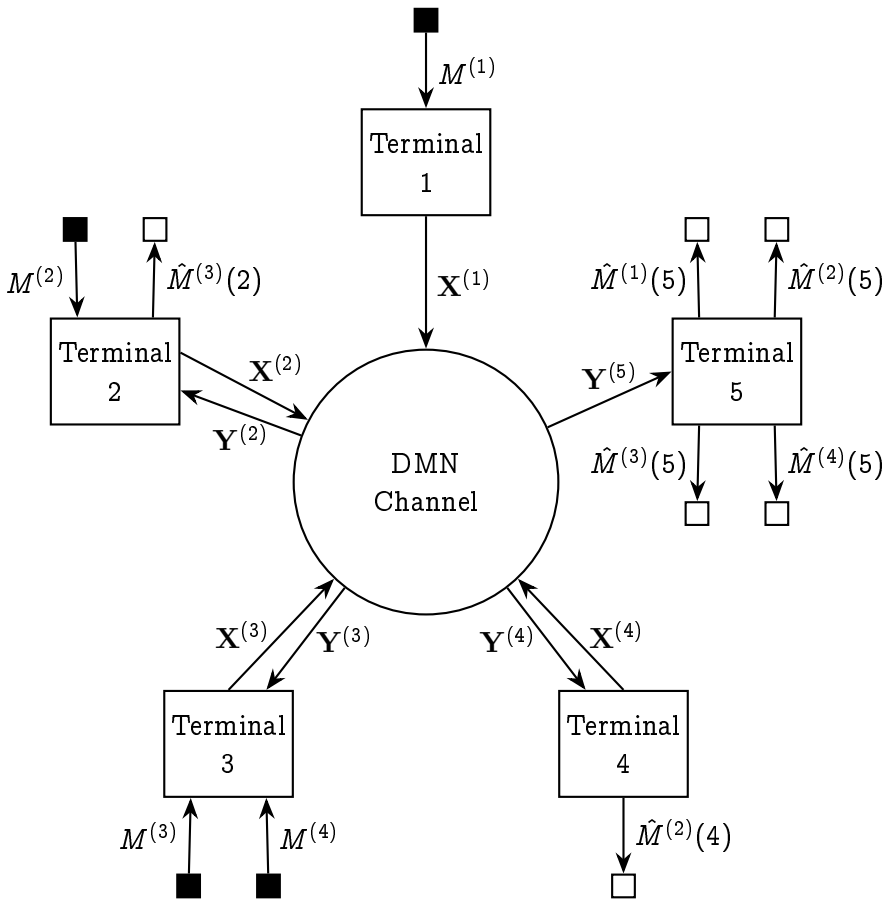 M^(1)
Terminal
1
X^(1)
M^(2)
M̂^(3)(2)
Terminal
2
X^(2)
Y^(2)
M̂^(1)(5)
M̂^(2)(5)
Terminal
5
Y^(5)
M̂^(3)(5)
M̂^(4)(5)
DMN
Channel
X^(3)
Y^(3)
Terminal
3
M^(3)
M^(4)
Y^(4)
X^(4)
Terminal
4
M̂^(2)(4)